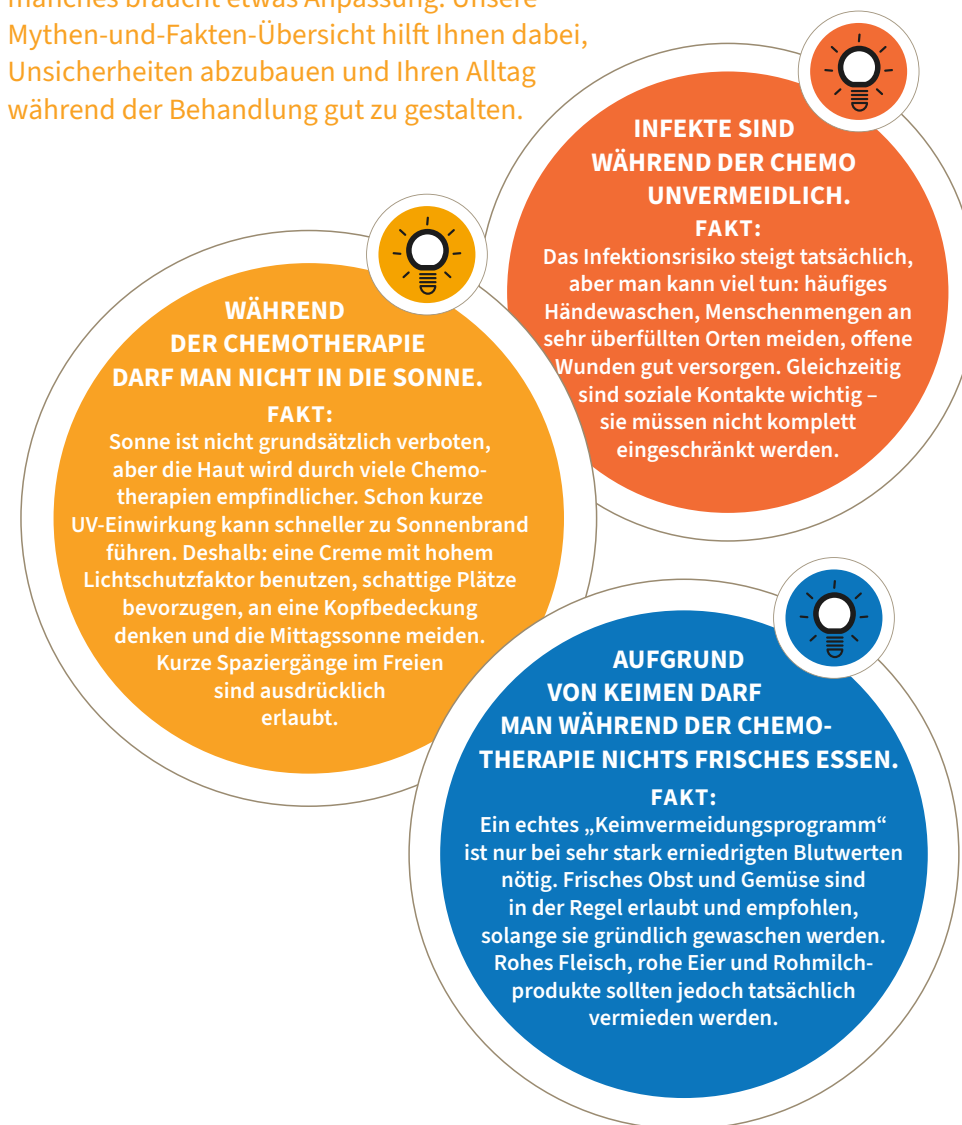 manches braucht etwas Anpassung. Unsere
Mythen-und-Fakten-Übersicht hilft Ihnen dabei,
Unsicherheiten abzubauen und Ihren Alltag
während der Behandlung gut zu gestalten.
INFEKTE SIND
WÄHREND DER CHEMO
UNVERMEIDLICH.
FAKT:
Das Infektionsrisiko steigt tatsächlich,
aber man kann viel tun: häufiges
Händewaschen, Menschenmengen an
sehr überfüllten Orten meiden, offene
Wunden gut versorgen. Gleichzeitig
sind soziale Kontakte wichtig –
sie müssen nicht komplett
eingeschränkt werden.
WÄHREND
DER CHEMOTHERAPIE
DARF MAN NICHT IN DIE SONNE.
FAKT:
Sonne ist nicht grundsätzlich verboten,
aber die Haut wird durch viele Chemo-
therapien empfindlicher. Schon kurze
UV-Einwirkung kann schneller zu Sonnenbrand
führen. Deshalb: eine Creme mit hohem
Lichtschutzfaktor benutzen, schattige Plätze
bevorzugen, an eine Kopfbedeckung
denken und die Mittagssonne meiden.
Kurze Spaziergänge im Freien
sind ausdrücklich
erlaubt.
AUFGRUND
VON KEIMEN DARF
MAN WÄHREND DER CHEMO-
THERAPIE NICHTS FRISCHES ESSEN.
FAKT:
Ein echtes „Keimvermeidungsprogramm“
ist nur bei sehr stark erniedrigten Blutwerten
nötig. Frisches Obst und Gemüse sind
in der Regel erlaubt und empfohlen,
solange sie gründlich gewaschen werden.
Rohes Fleisch, rohe Eier und Rohmilch-
produkte sollten jedoch tatsächlich
vermieden werden.